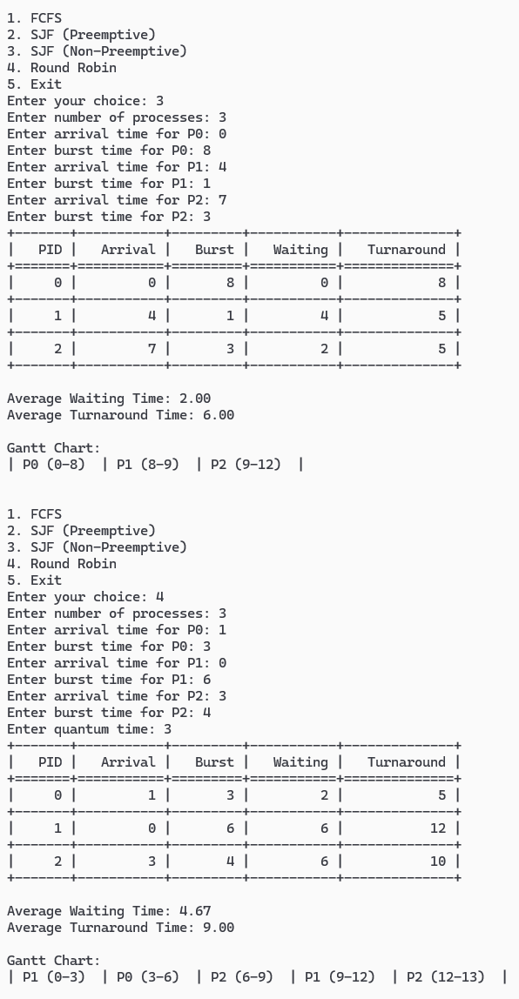 1. FCFS
2. SJF (Preemptive)
3. SJF (Non-Preemptive)
4. Round Robin
5. Exit
Enter your choice: 3
Enter number of processes: 3
Enter arrival time for P0: 0
Enter burst time for P0: 8
Enter arrival time for P1: 4
Enter burst time for P1: 1
Enter arrival time for P2: 7
Enter burst time for P2: 3
+-------+-----------+---------+-----------+--------------+
|   PID |   Arrival |   Burst |   Waiting |   Turnaround |
+=======+===========+=========+===========+==============+
|     0 |         0 |       8 |         0 |            8 |
+-------+-----------+---------+-----------+--------------+
|     1 |         4 |       1 |         4 |            5 |
+-------+-----------+---------+-----------+--------------+
|     2 |         7 |       3 |         2 |            5 |
+-------+-----------+---------+-----------+--------------+
Average Waiting Time: 2.00
Average Turnaround Time: 6.00
Gantt Chart:
| P0 (0-8)  | P1 (8-9)  | P2 (9-12)  |
1. FCFS
2. SJF (Preemptive)
3. SJF (Non-Preemptive)
4. Round Robin
5. Exit
Enter your choice: 4
Enter number of processes: 3
Enter arrival time for P0: 1
Enter burst time for P0: 3
Enter arrival time for P1: 0
Enter burst time for P1: 6
Enter arrival time for P2: 3
Enter burst time for P2: 4
Enter quantum time: 3
+-------+-----------+---------+-----------+--------------+
|   PID |   Arrival |   Burst |   Waiting |   Turnaround |
+=======+===========+=========+===========+==============+
|     0 |         1 |       3 |         2 |            5 |
+-------+-----------+---------+-----------+--------------+
|     1 |         0 |       6 |         6 |           12 |
+-------+-----------+---------+-----------+--------------+
|     2 |         3 |       4 |         6 |           10 |
+-------+-----------+---------+-----------+--------------+
Average Waiting Time: 4.67
Average Turnaround Time: 9.00
Gantt Chart:
| P1 (0-3)  | P0 (3-6)  | P2 (6-9)  | P1 (9-12)  | P2 (12-13)  |